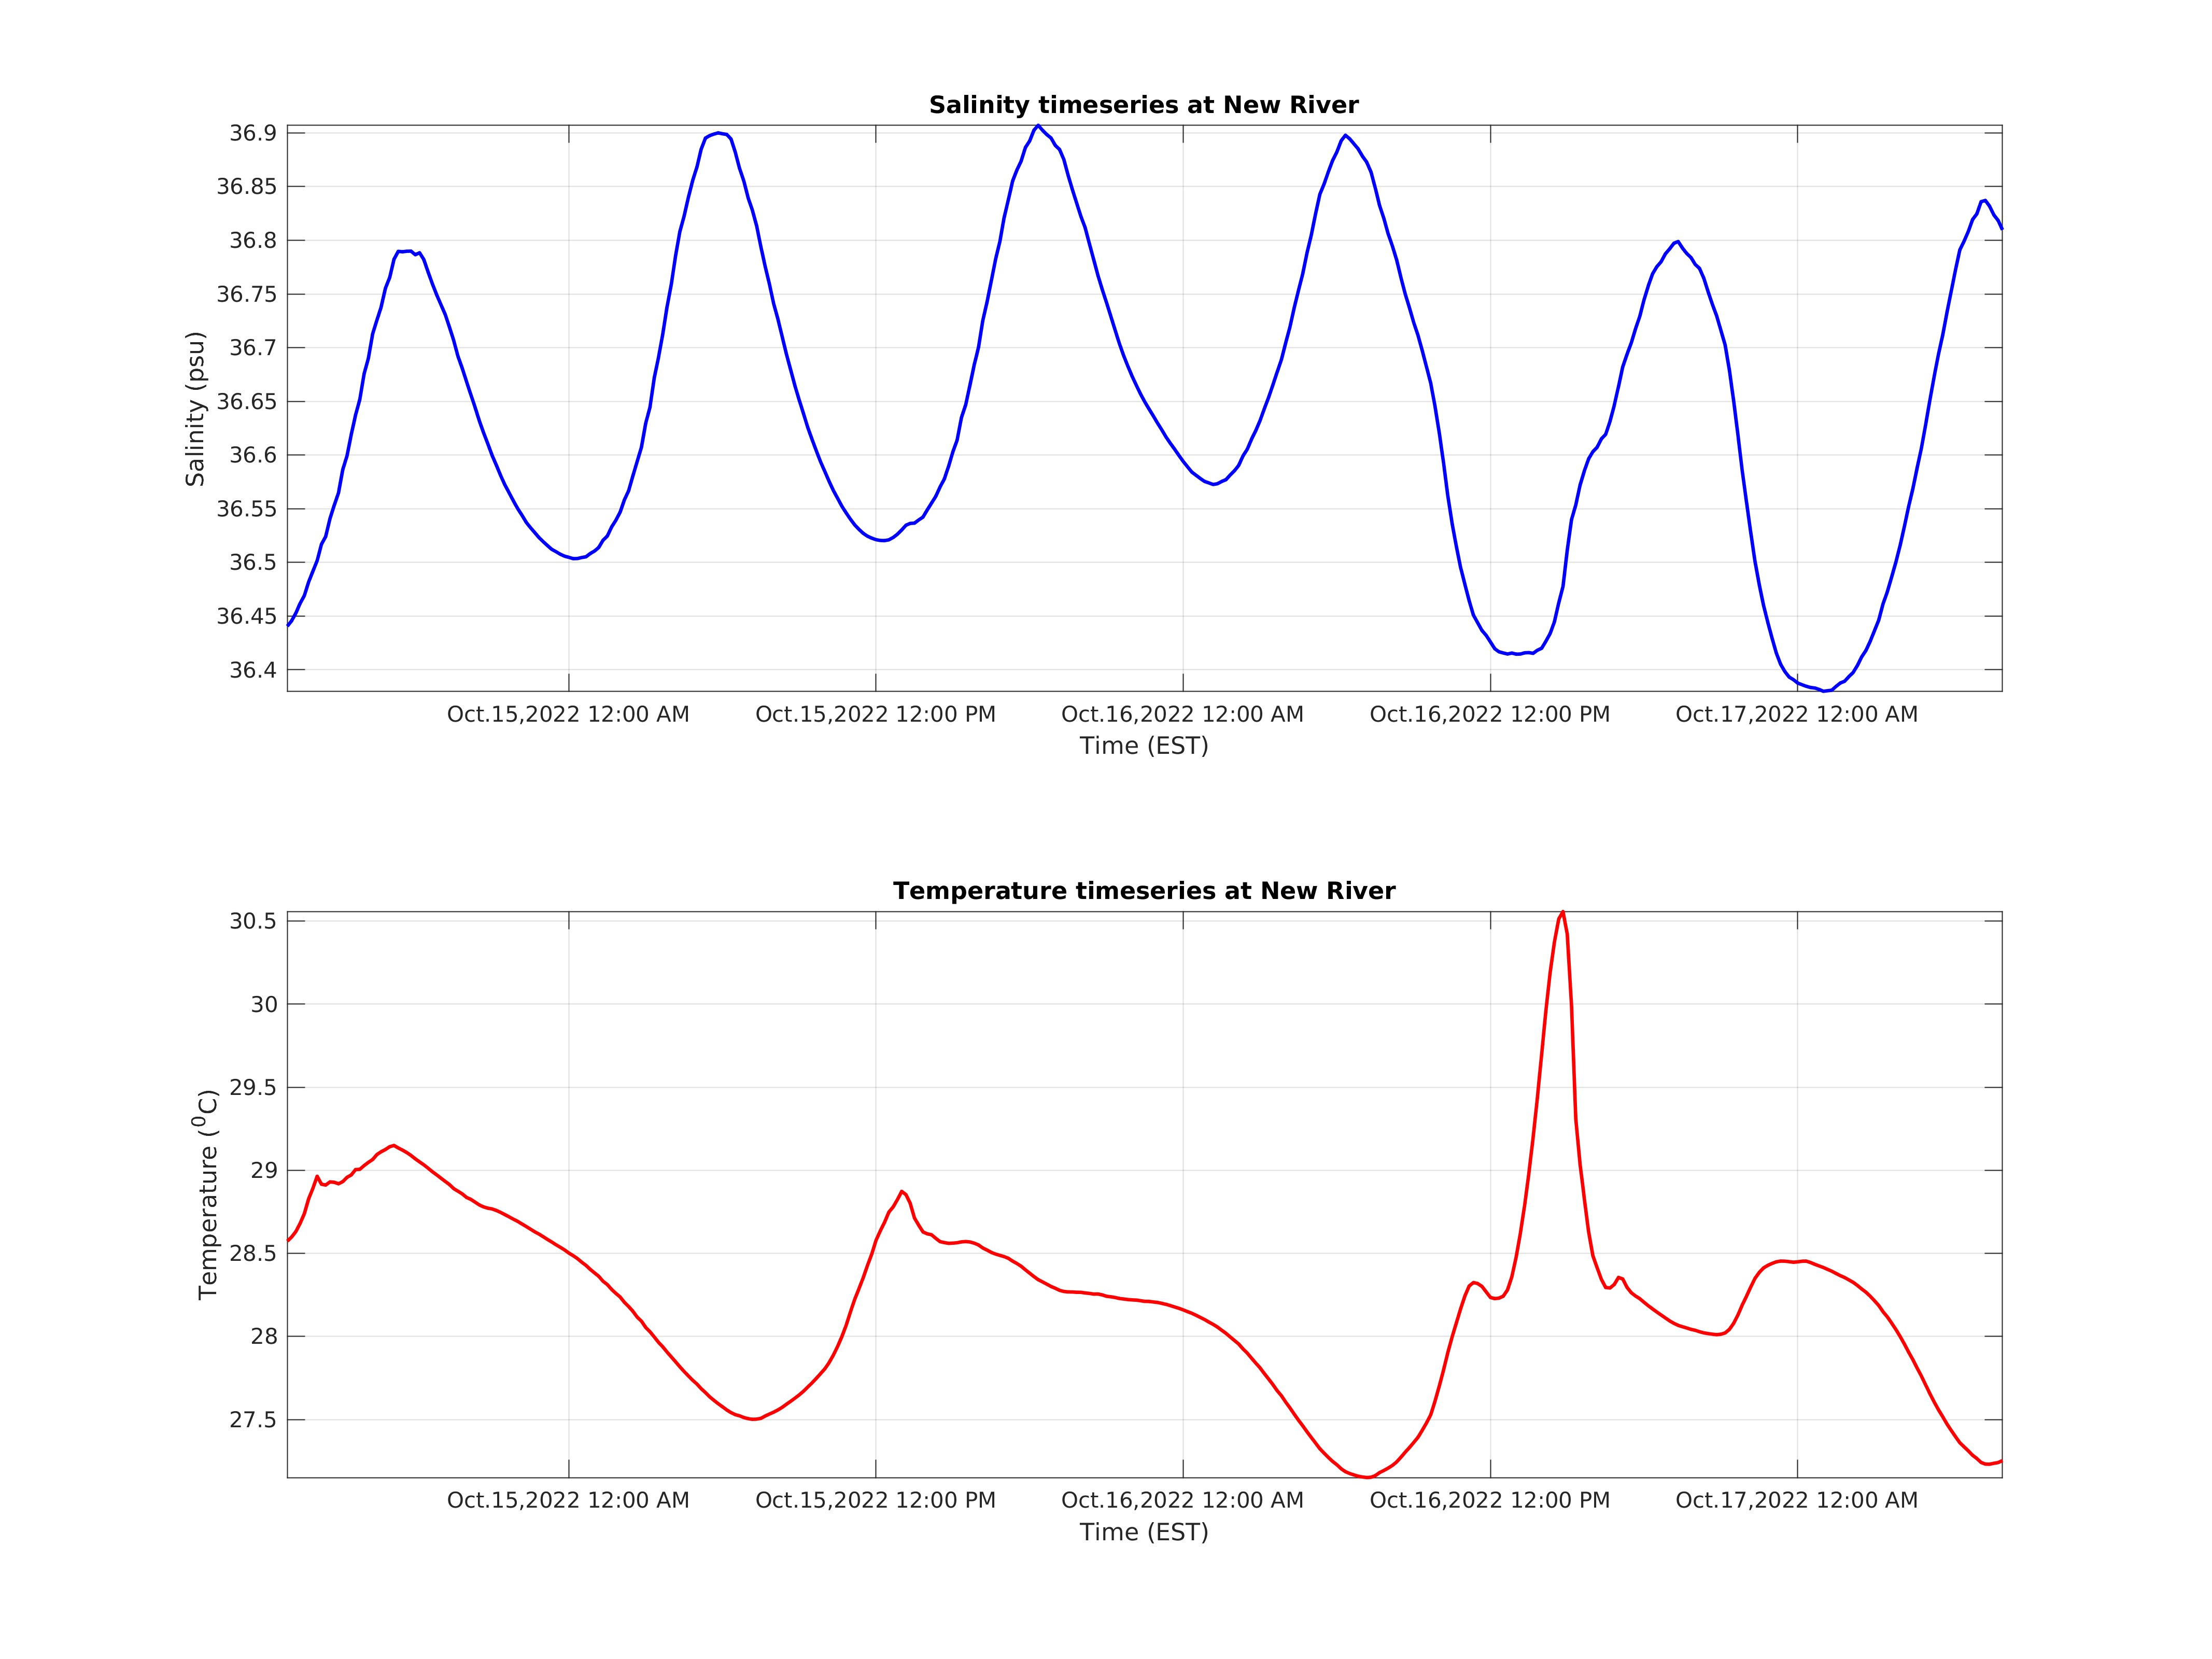 Salinity timeseries at New River
36.9
36.85
36.8
36.75
36.7
36.65
36.6
36.55
36.5
36.45
36.4
Salinity (psu)
Oct.15,2022 12:00 AM Oct.15,2022 12:00 PM Oct.16,2022 12:00 AM Oct.16,2022 12:00 PM Oct.17,2022 12:00 AM
Time (EST)
Temperature timeseries at New River
30.5
30
29.5
29
28.5
28
27.5
Temperature (⁰C)
Oct.15,2022 12:00 AM Oct.15,2022 12:00 PM Oct.16,2022 12:00 AM Oct.16,2022 12:00 PM Oct.17,2022 12:00 AM
Time (EST)